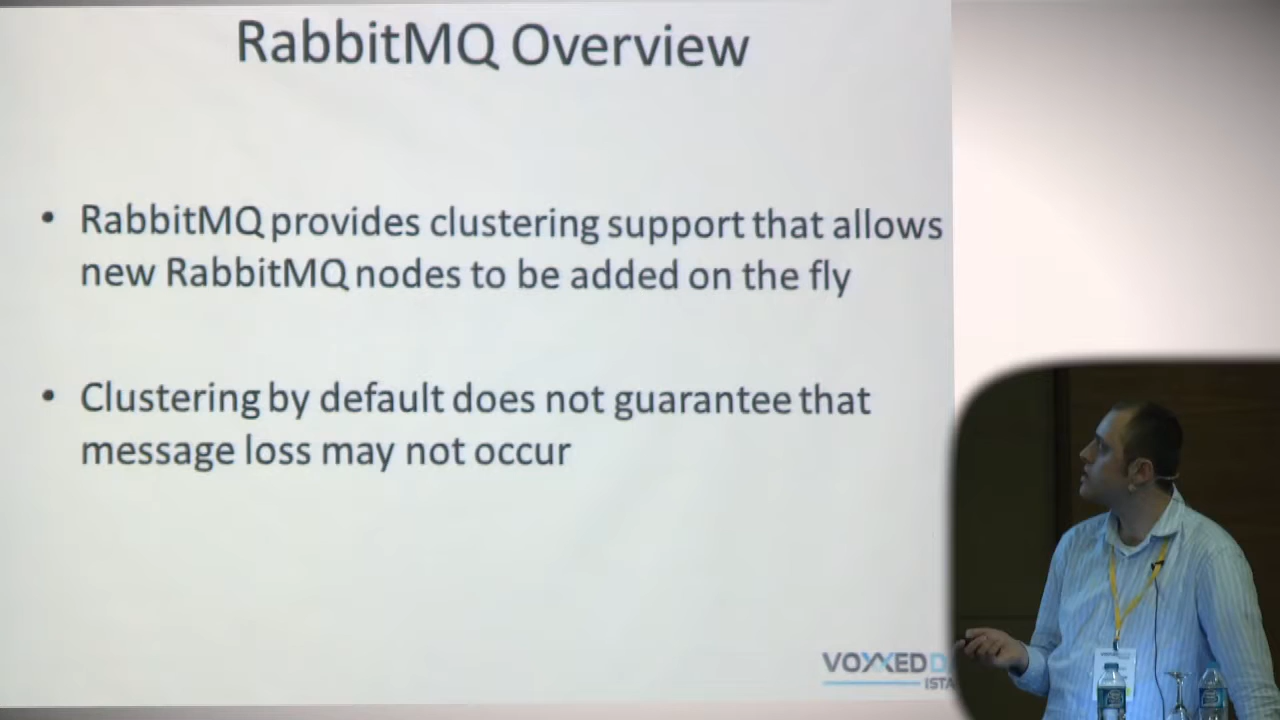 RabbitMQ Overview
• RabbitMQ provides clustering support that allows
new RabbitMQ nodes to be added on the fly
• Clustering by default does not guarantee that
message loss may not occur
VOXXED D
ISTA